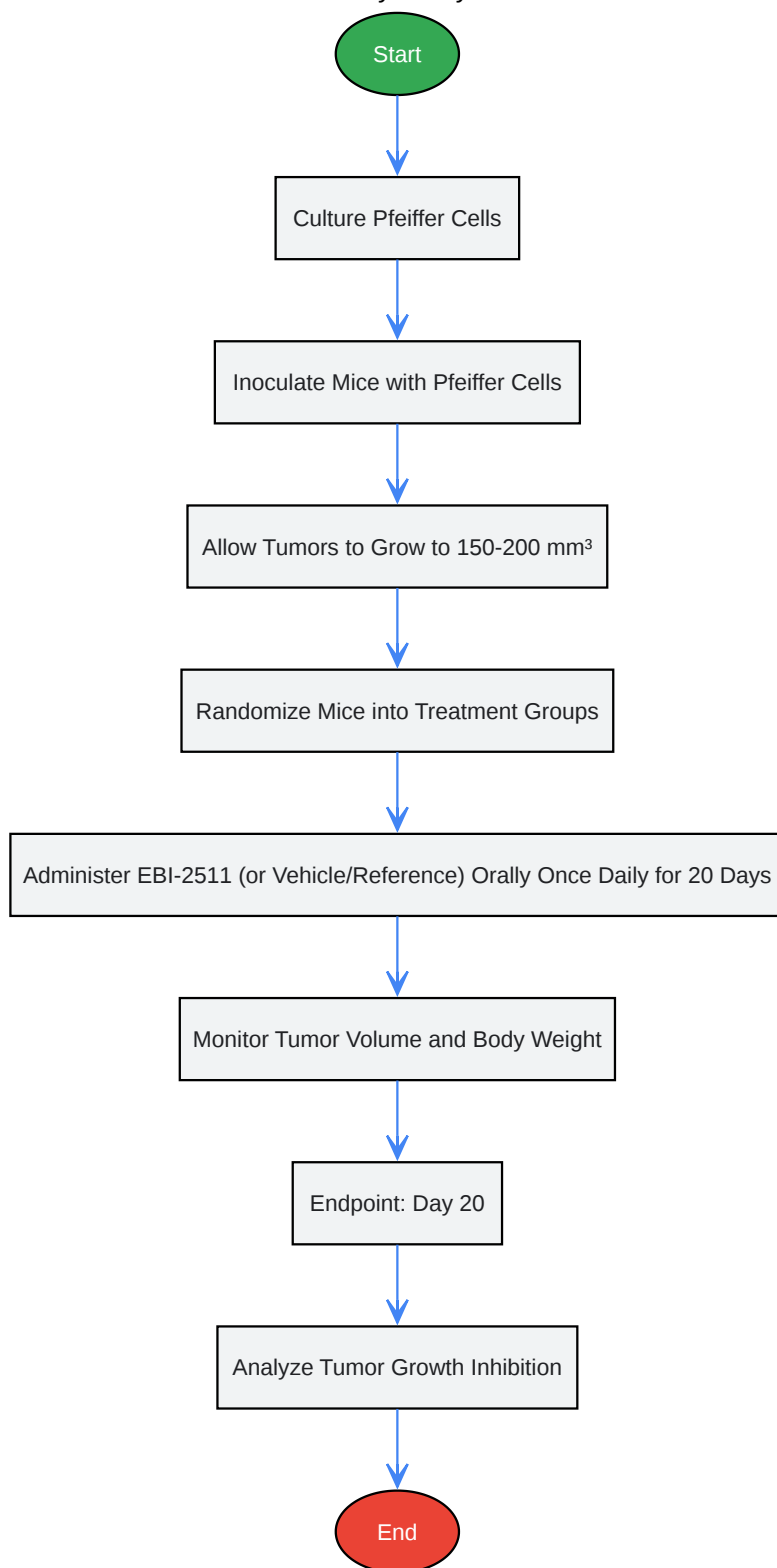 Start
Culture Pfeiffer Cells
Inoculate Mice with Pfeiffer Cells
Allow Tumors to Grow to 150-200 mm³
Randomize Mice into Treatment Groups
Administer EBI-2511 (or Vehicle/Reference) Orally Once Daily for 20 Days
Monitor Tumor Volume and Body Weight
Endpoint: Day 20
Analyze Tumor Growth Inhibition
End